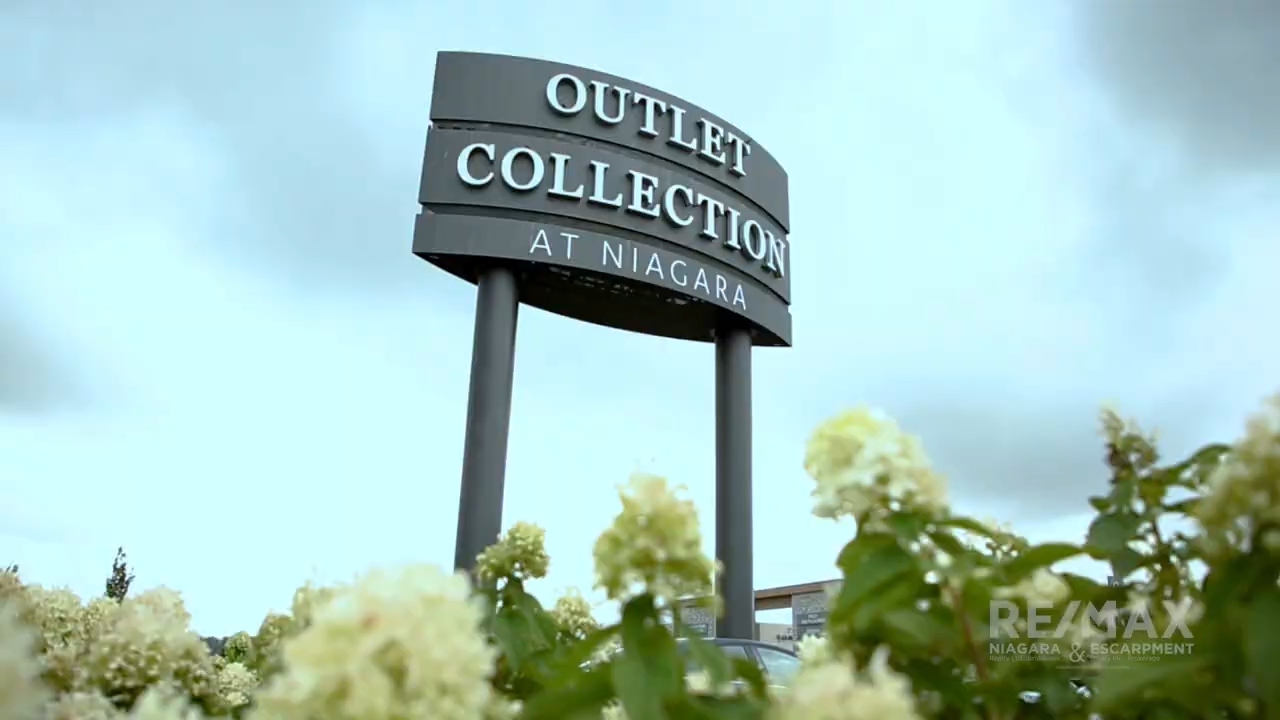 OUTLET
COLLECTION
AT NIAGARA
RE/MAX
NIAGARA & ESCARPMENT